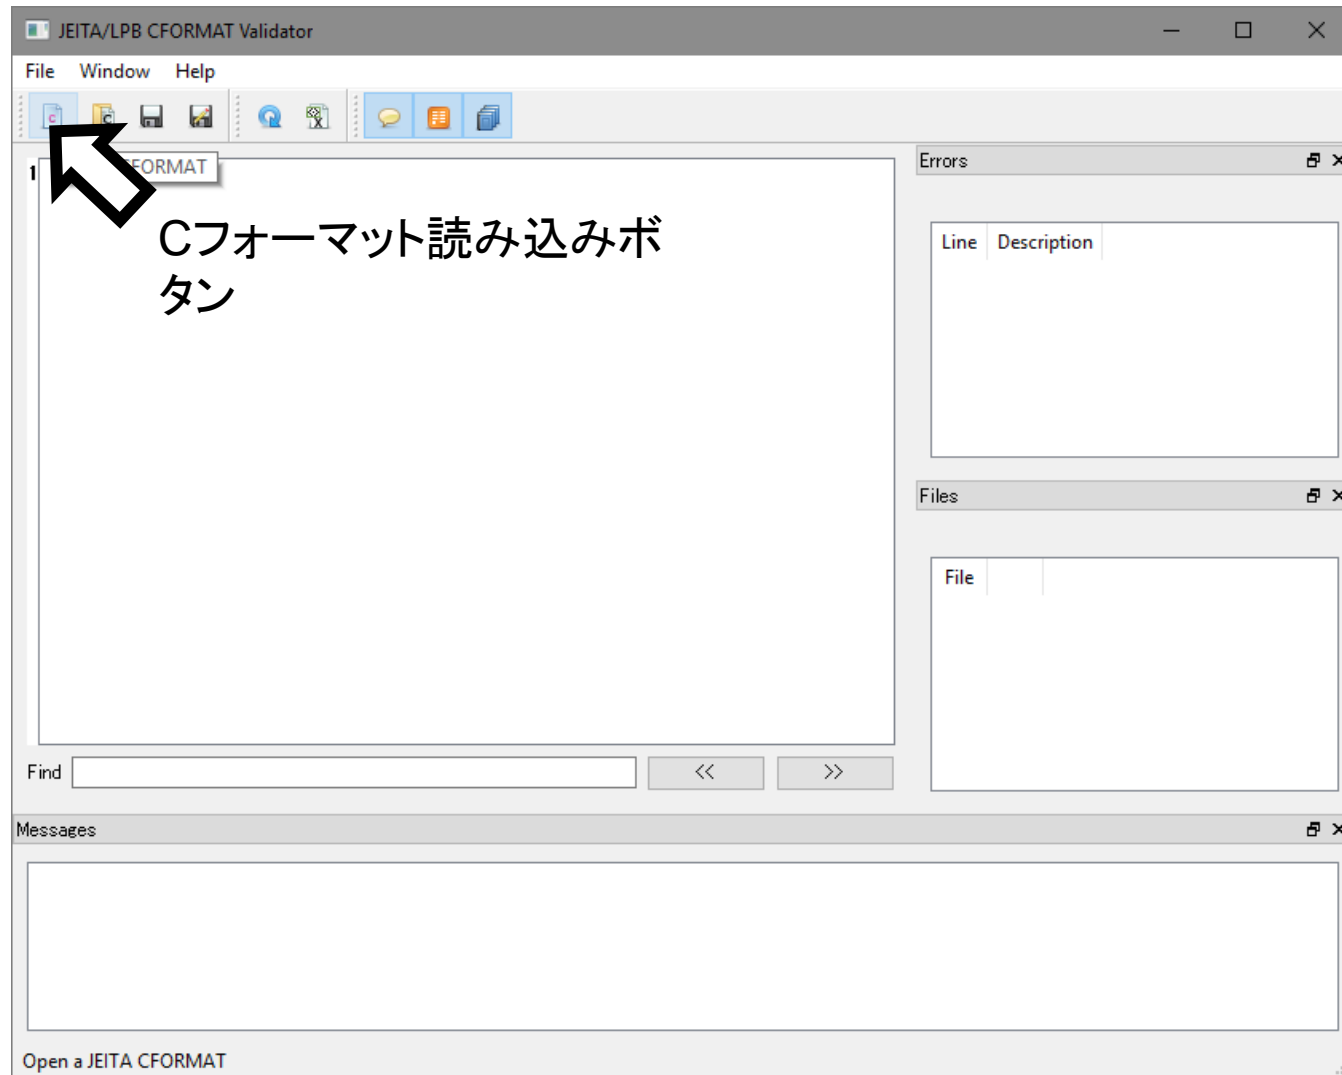 JEITA/LPB CFORMAT Validator
File Window Help
CFORMAT
1
Cフォーマット読み込みボ
タン
Errors
Line Description
Files
File
Find << >>
Messages
Open a JEITA CFORMAT